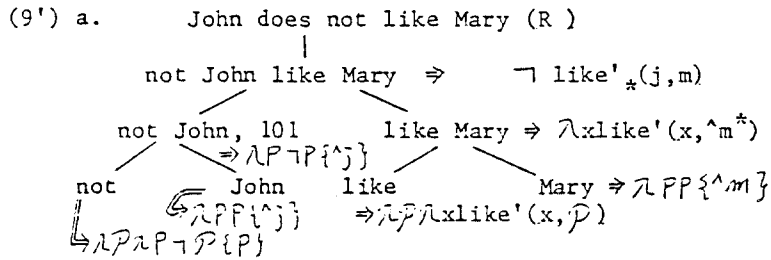 (9') a. John does not like Mary (R )
not John like Mary ⇒ ¬ like'*(j,m)
not John, 101 like Mary ⇒ λxlike'(x,^m*)
⇒ λP¬P{^j}
not John like Mary ⇒ λPP{^m}
λPP{^j} ⇒λ𝒫λxlike'(x,𝒫)
λ𝒫λP¬𝒫{P}